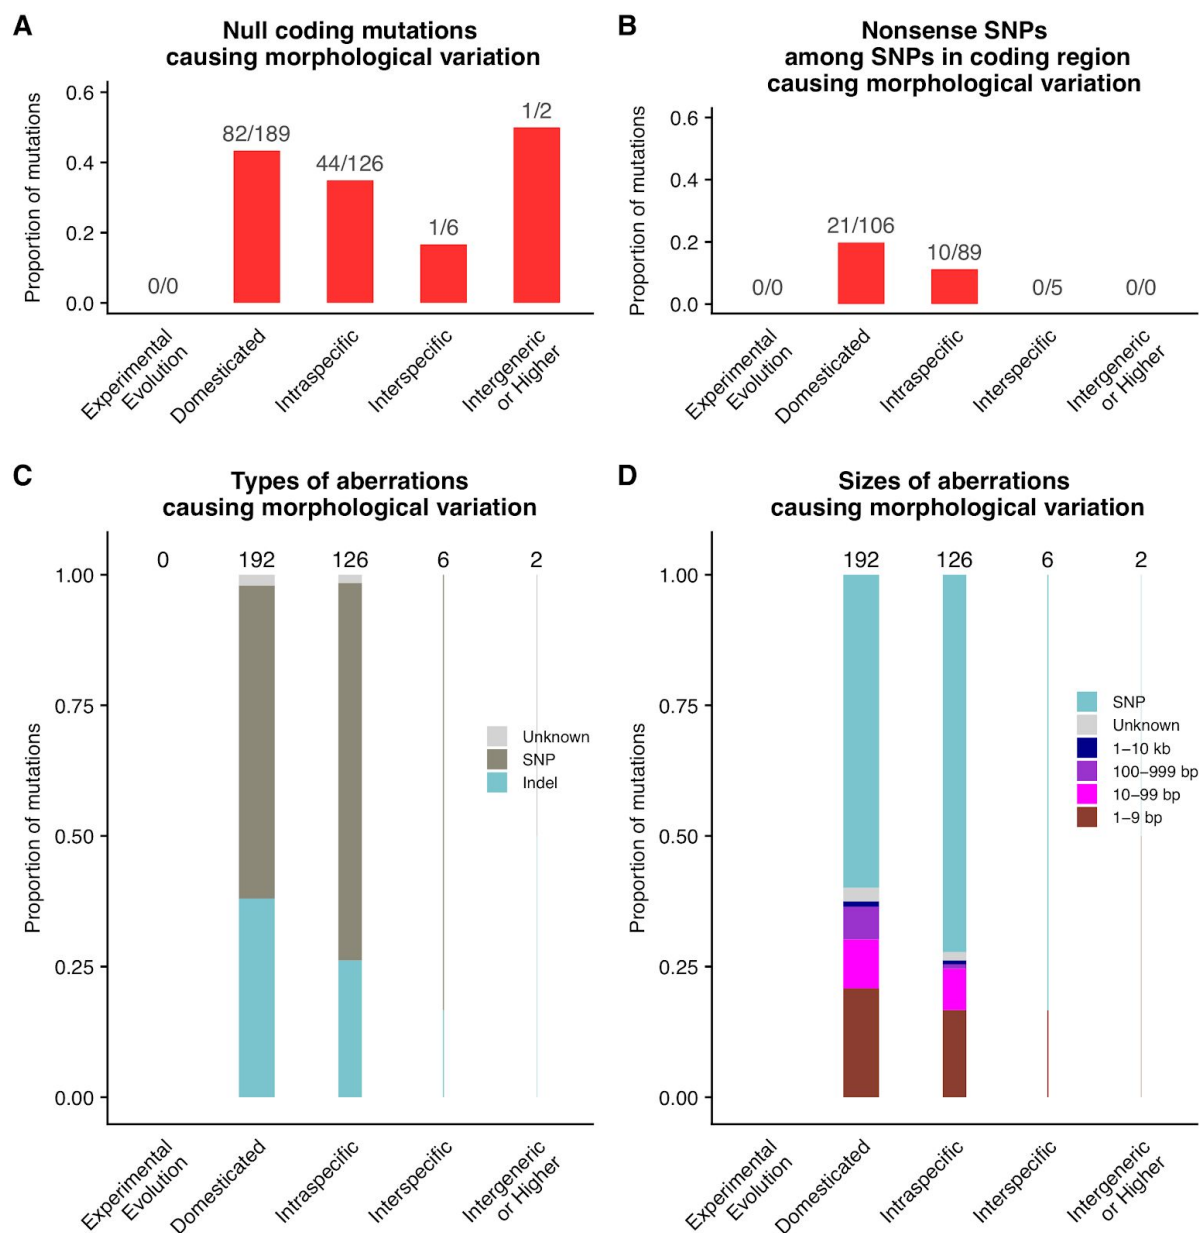 A
Null coding mutations
causing morphological variation
Proportion of mutations
0.6
0.4
0.2
0.0
0/0
82/189
44/126
1/6
1/2
Experimental
Evolution
Domesticated
Intraspecific
Interspecific
Intergeneric
or Higher
B
Nonsense SNPs
among SNPs in coding region
causing morphological variation
Proportion of mutations
0.6
0.4
0.2
0.0
0/0
21/106
10/89
0/5
0/0
Experimental
Evolution
Domesticated
Intraspecific
Interspecific
Intergeneric
or Higher
C
Types of aberrations
causing morphological variation
Proportion of mutations
0 192 126 6 2
1.00
0.75
0.50
0.25
0.00
Unknown
SNP
Indel
Experimental
Evolution
Domesticated
Intraspecific
Interspecific
Intergeneric
or Higher
D
Sizes of aberrations
causing morphological variation
Proportion of mutations
192 126 6 2
1.00
0.75
0.50
0.25
0.00
SNP
Unknown
1–10 kb
100–999 bp
10–99 bp
1–9 bp
Experimental
Evolution
Domesticated
Intraspecific
Interspecific
Intergeneric
or Higher